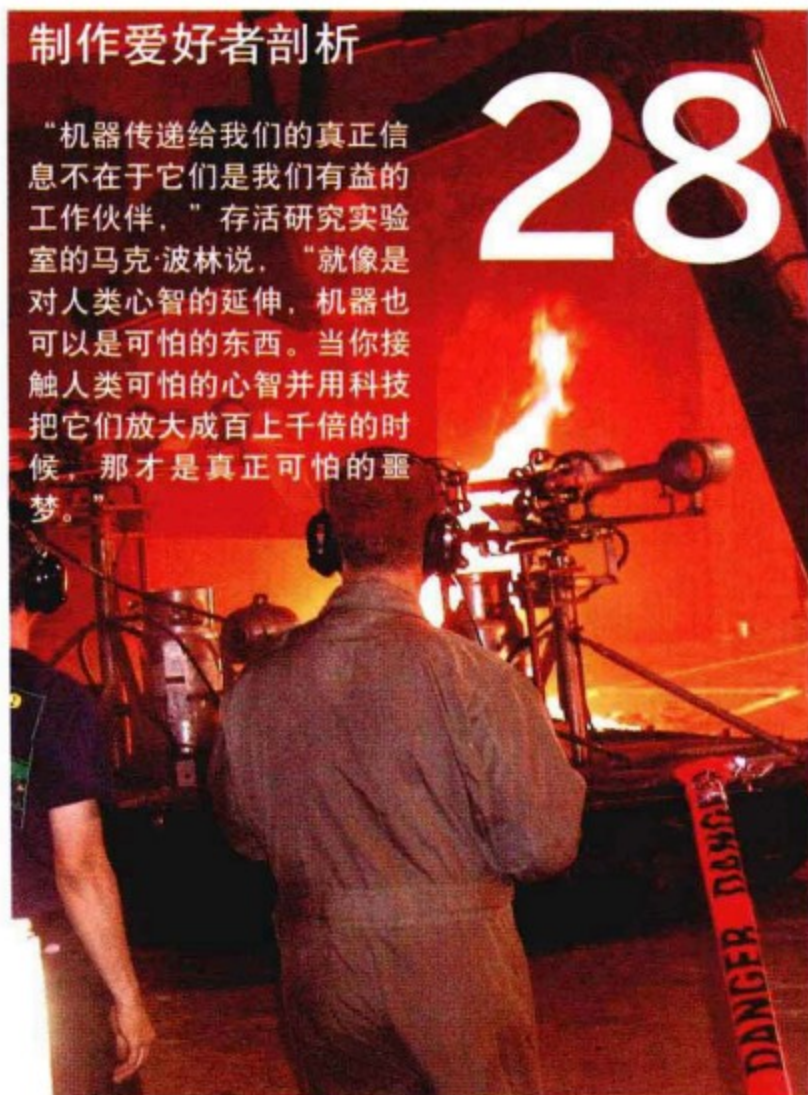 制作爱好者剖析
28
“机器传递给我们的真正信
息不在于它们是我们有益的
工作伙伴，”存活研究实验
室的马克·波林说，“就像是
对人类心智的延伸，机器也
可以是可怕的东西。当你接
触人类可怕的心智并用科技
把它们放大成百上千倍的时
候，那才是真正可怕的噩
梦。”
DANGER DANGER